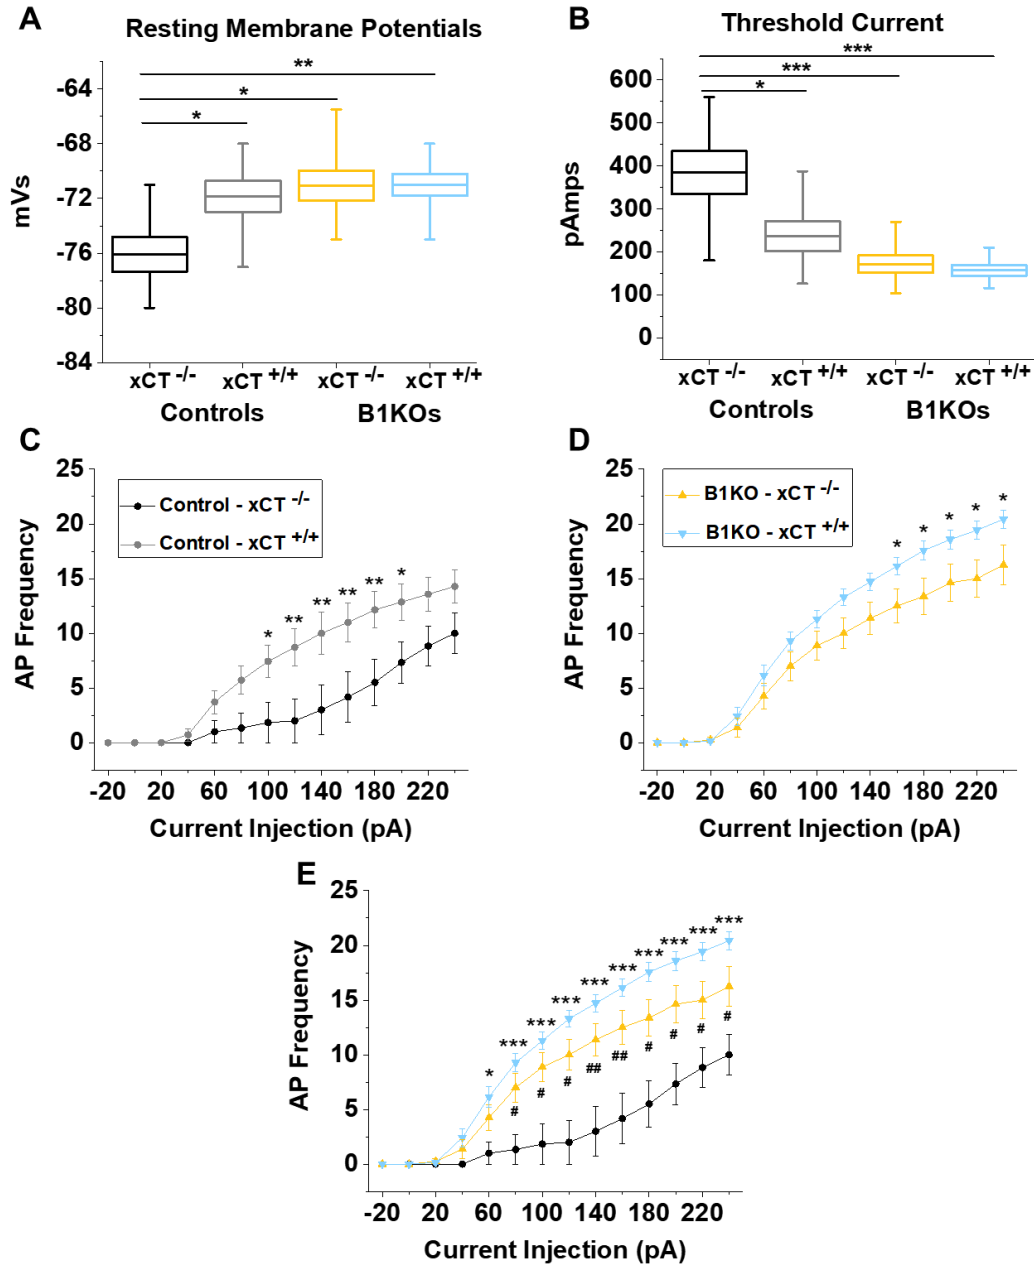 A
Resting Membrane Potentials
**
*
*
-64
-68
-72
-76
-80
-84
mVs
xCT -/-
xCT +/+
xCT -/-
xCT +/+
Controls
B1KOs
B
Threshold Current
***
***
*
600
500
400
300
200
100
0
pAmps
xCT -/-
xCT +/+
xCT -/-
xCT +/+
Controls
B1KOs
C
25
20
15
10
5
0
AP Frequency
Control - xCT -/-
Control - xCT +/+
* ** ** ** ** *
-20 20 60 100 140 180 220
Current Injection (pA)
D
25
20
15
10
5
0
AP Frequency
B1KO - xCT -/-
B1KO - xCT +/+
* * * * *
-20 20 60 100 140 180 220
Current Injection (pA)
E
25
20
15
10
5
0
AP Frequency
* *** *** *** *** *** *** *** *** ***
# # # ## ## # # # #
-20 20 60 100 140 180 220
Current Injection (pA)